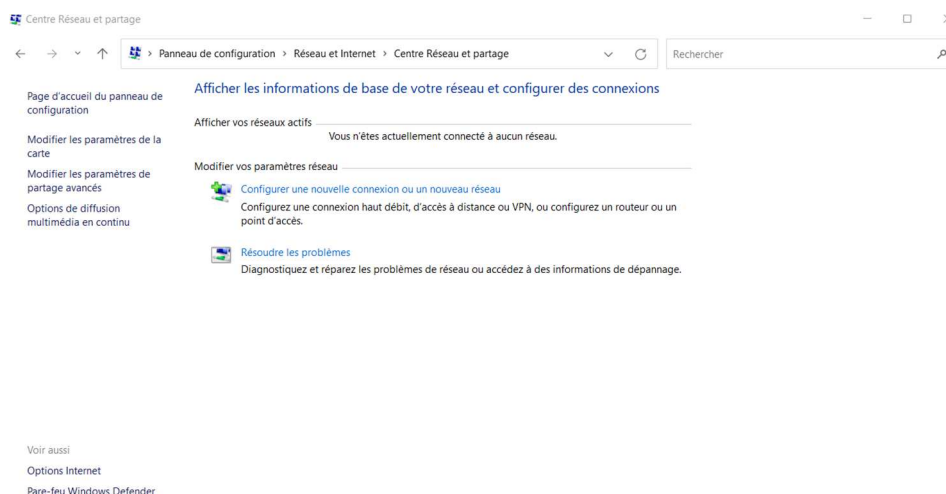 Centre Réseau et partage
Panneau de configuration > Réseau et Internet > Centre Réseau et partage
Rechercher
Page d'accueil du panneau de
configuration
Modifier les paramètres de la
carte
Modifier les paramètres de
partage avancés
Options de diffusion
multimédia en continu
Afficher les informations de base de votre réseau et configurer des connexions
Afficher vos réseaux actifs
Vous n'êtes actuellement connecté à aucun réseau.
Modifier vos paramètres réseau
Configurer une nouvelle connexion ou un nouveau réseau
Configurez une connexion haut débit, d'accès à distance ou VPN, ou configurez un routeur ou un
point d'accès.
Résoudre les problèmes
Diagnostiquez et réparez les problèmes de réseau ou accédez à des informations de dépannage.
Voir aussi
Options Internet
Pare-feu Windows Defender